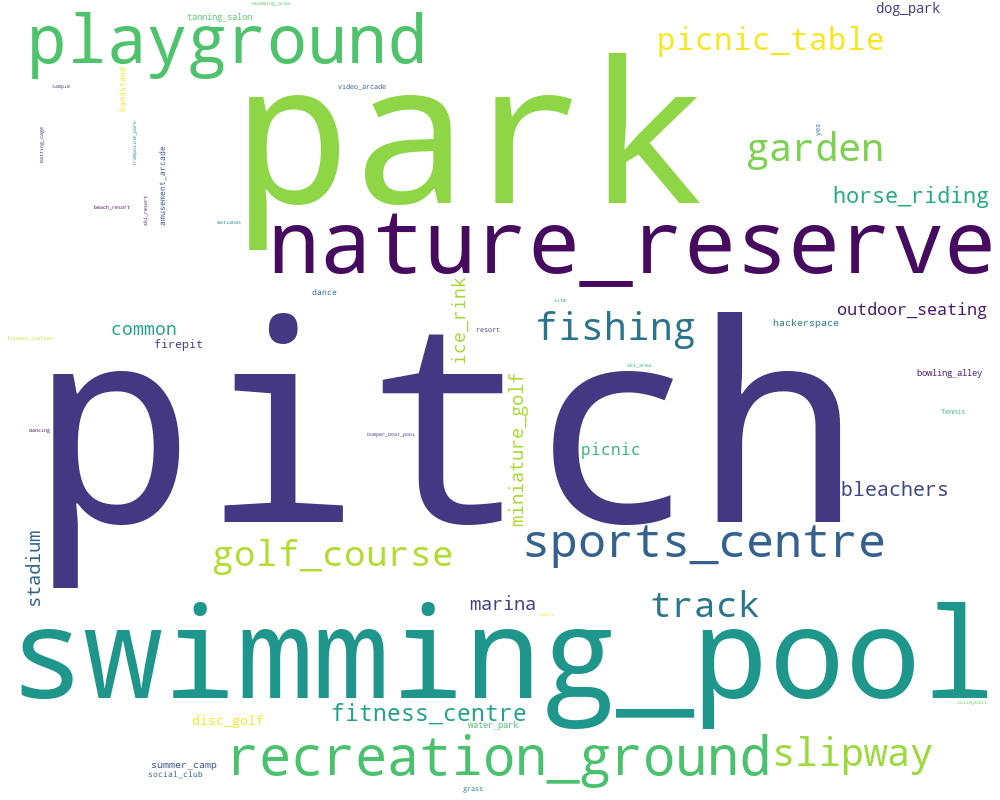 swimming_area
dog_park
tanning_salon
playground
picnic_table
park
sample
video_arcade
bandstand
yes
batting_cage
trampoline_park
garden
amusement_arcade
horse_riding
beach_resort
ski_resort
wetlands
nature_reserve
dance
ice_rink
site
outdoor_seating
fishing
common
resort
hackerspace
fitness_station
firepit
pitch
ski_area
bowling_alley
miniature_golf
Tennis
dancing
bumper_boat_pool
picnic
bleachers
sports_centre
golf_course
stadium
marina
track
swimming_pool
volleyball
fitness_centre
disc_golf
water_park
recreation_ground
slipway
summer_camp
social_club
grass